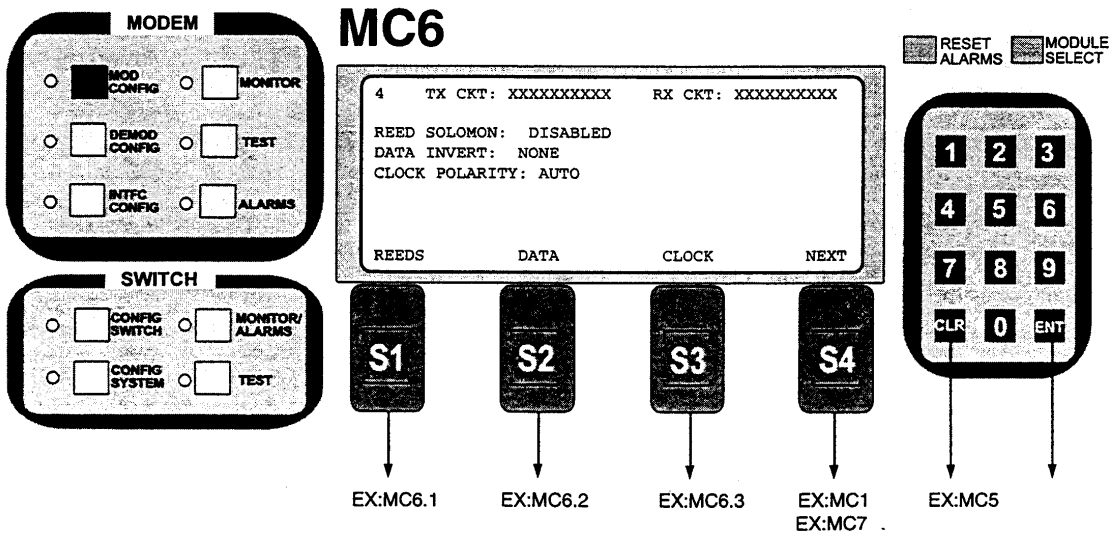 MODEM
MOD CONFIG
MONITOR
DEMOD CONFIG
TEST
INTFC CONFIG
ALARMS
SWITCH
CONFIG SWITCH
MONITOR/ ALARMS
CONFIG SYSTEM
TEST
MC6
4 TX CKT: XXXXXXXXXX RX CKT: XXXXXXXXXX
REED SOLOMON: DISABLED
DATA INVERT: NONE
CLOCK POLARITY: AUTO
REEDS DATA CLOCK NEXT
S1 S2 S3 S4
EX:MC6.1 EX:MC6.2 EX:MC6.3 EX:MC1
EX:MC7
RESET ALARMS
MODULE SELECT
1 2 3
4 5 6
7 8 9
CLR 0 ENT
EX:MC5